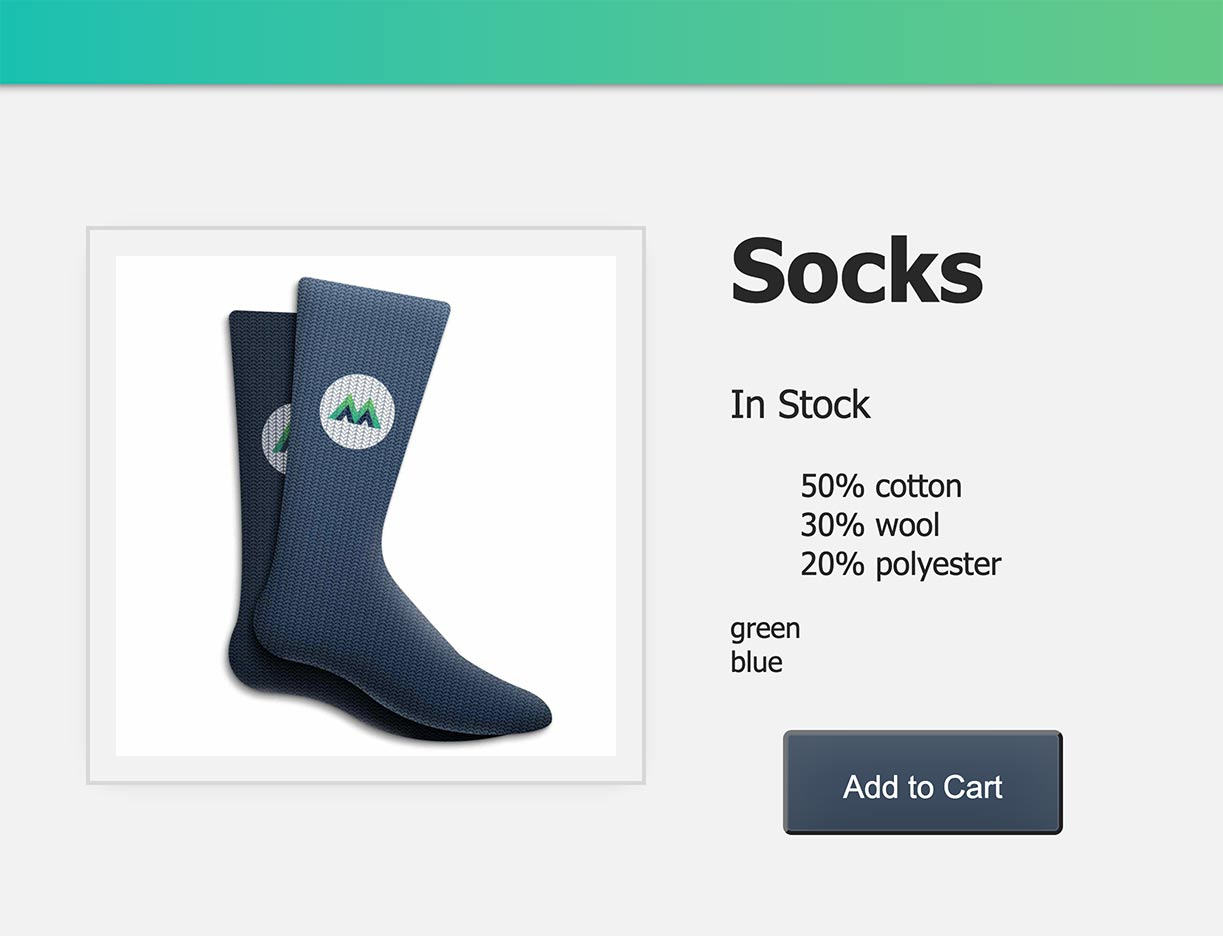 Socks
In Stock
50% cotton
30% wool
20% polyester
green
blue
Add to Cart